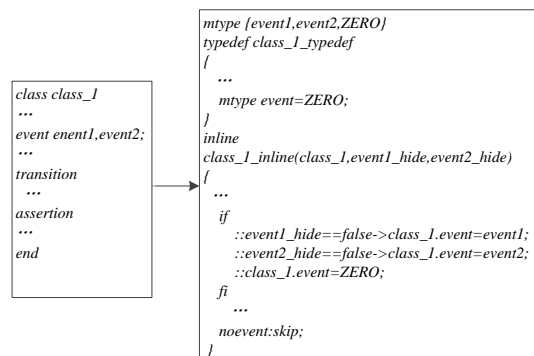 class class_1
...
event enent1,event2;
...
transition
...
assertion
...
end
mtype {event1,event2,ZERO}
typedef class_1_typedef
{
...
mtype event=ZERO;
}
inline
class_1_inline(class_1,event1_hide,event2_hide)
{
...
if
::event1_hide==false->class_1.event=event1;
::event2_hide==false->class_1.event=event2;
::class_1.event=ZERO;
fi
...
noevent:skip;
}